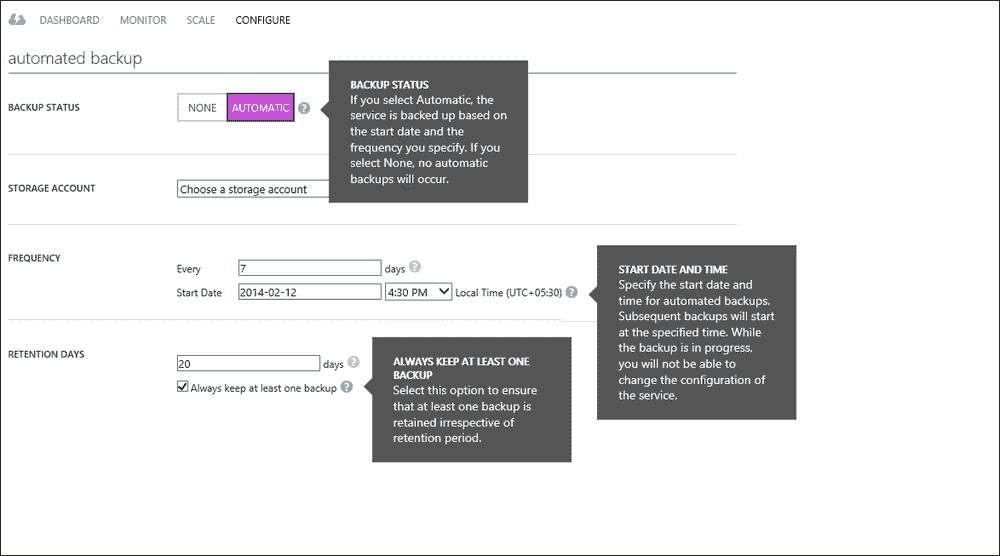 DASHBOARD MONITOR SCALE CONFIGURE
automated backup
BACKUP STATUS
NONE AUTOMATIC ?
BACKUP STATUS
If you select Automatic, the
service is backed up based on
the start date and the
frequency you specify. If you
select None, no automatic
backups will occur.
STORAGE ACCOUNT
Choose a storage account
FREQUENCY
Every 7 days ?
Start Date 2014-02-12 4:30 PM Local Time (UTC+05:30) ?
START DATE AND TIME
Specify the start date and
time for automated backups.
Subsequent backups will start
at the specified time. While
the backup is in progress,
you will not be able to
change the configuration of
the service.
RETENTION DAYS
20 days ?
Always keep at least one backup ?
ALWAYS KEEP AT LEAST ONE
BACKUP
Select this option to ensure
that at least one backup is
retained irrespective of
retention period.